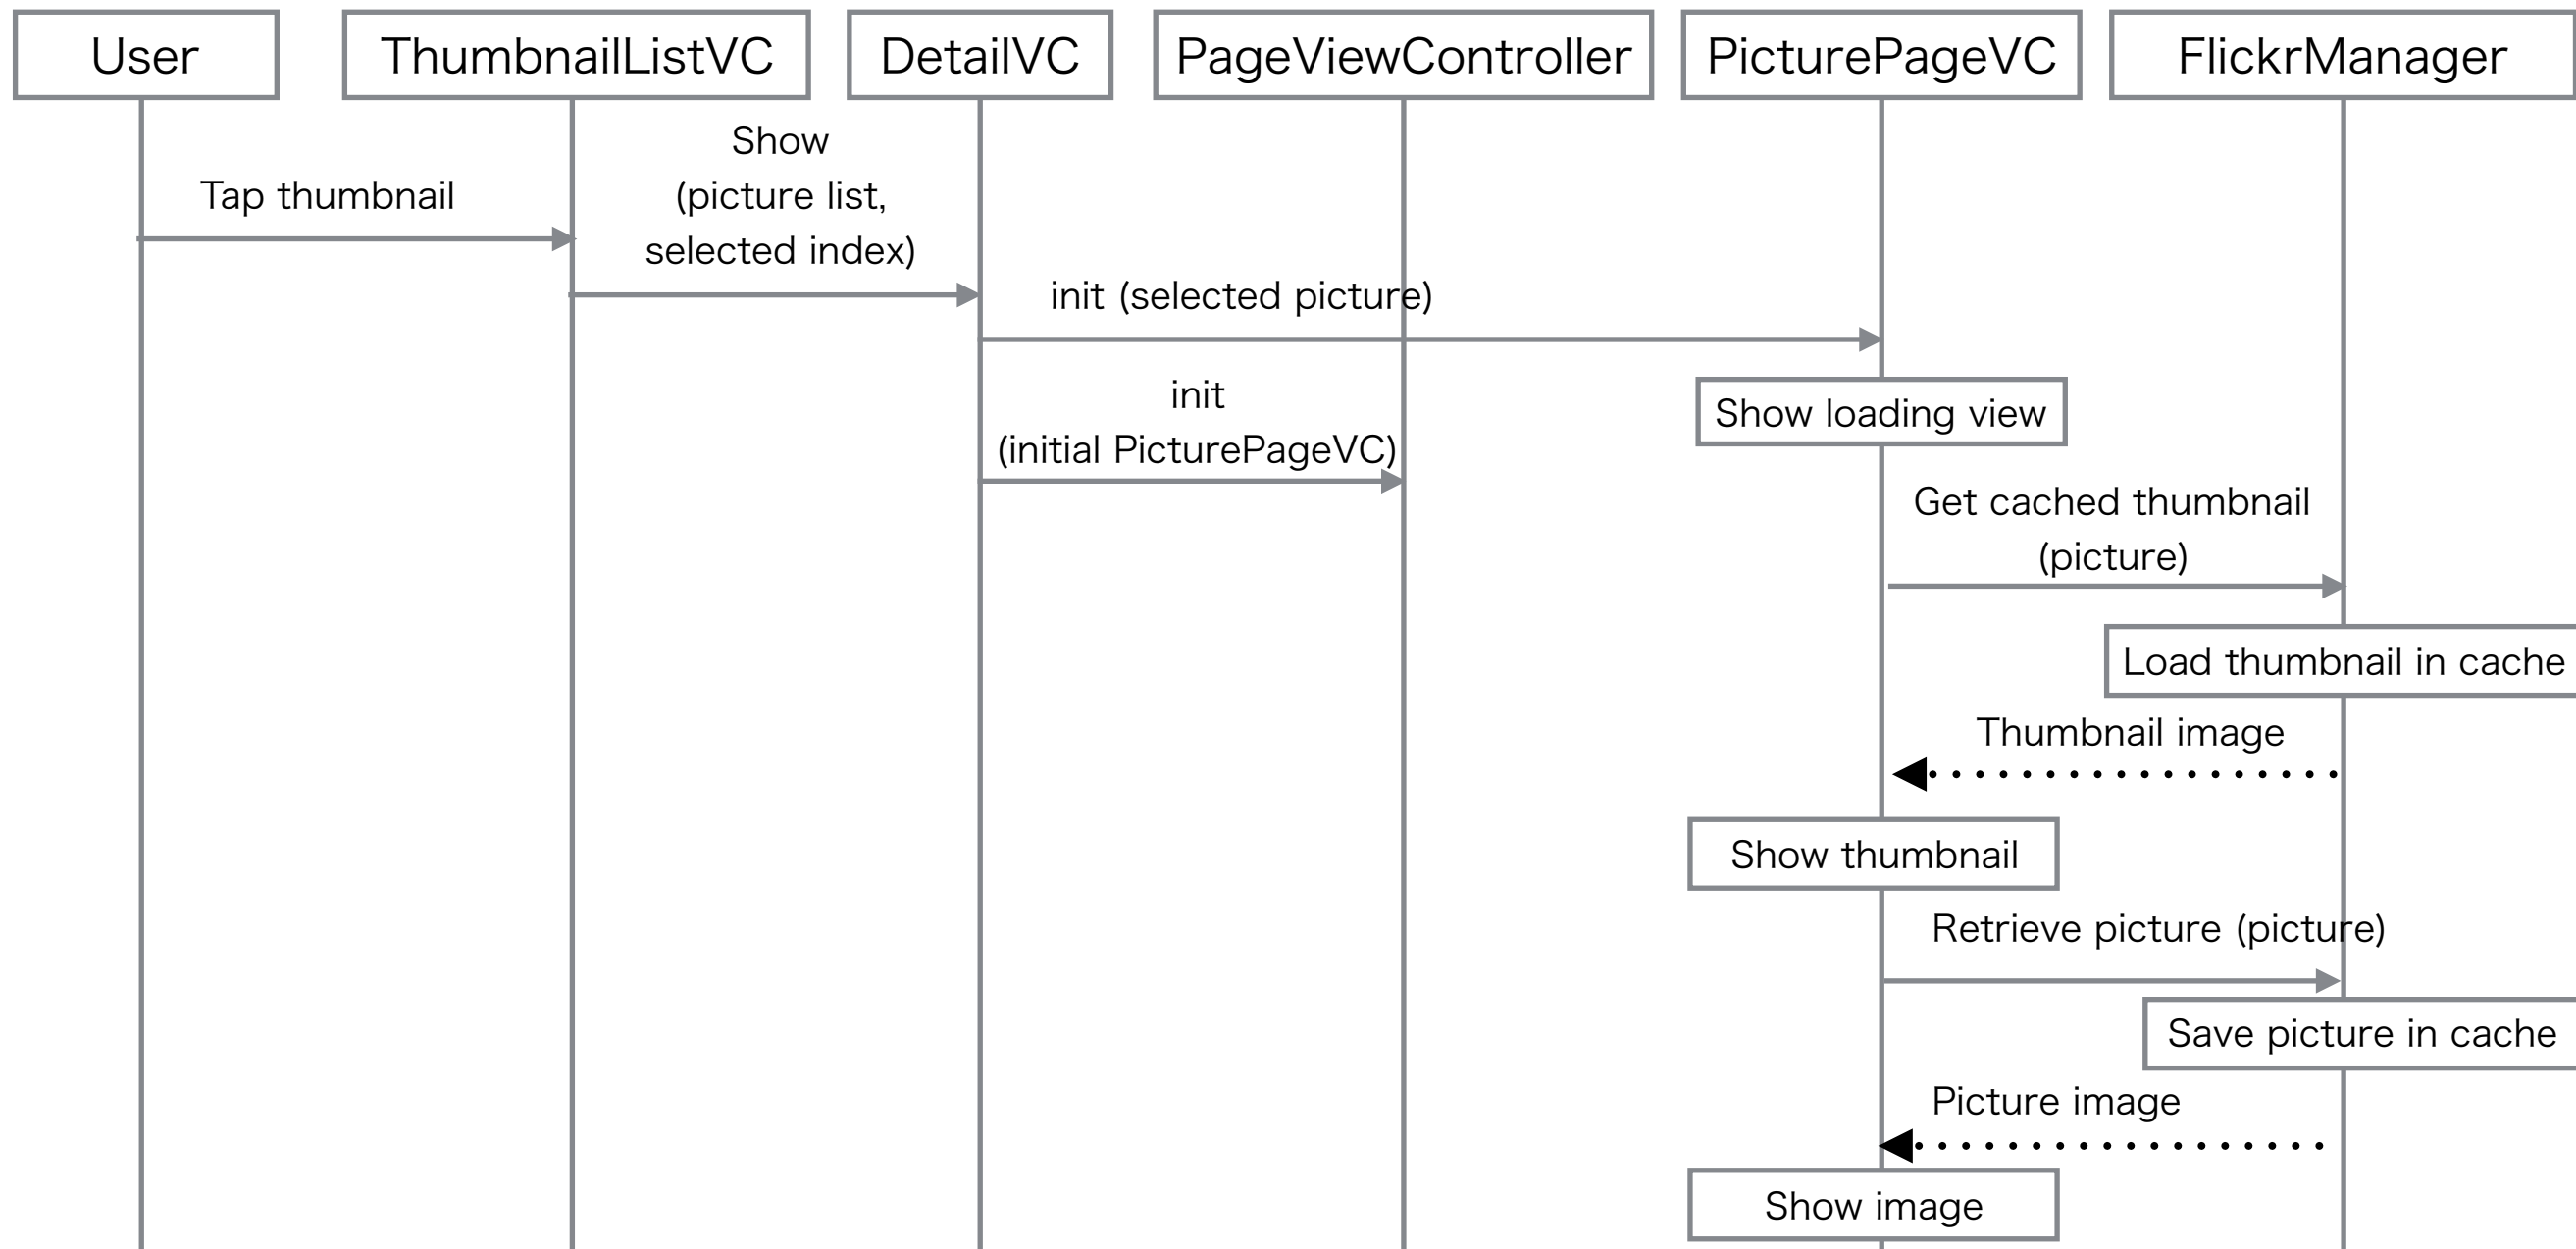 User
ThumbnailListVC
DetailVC
PageViewController
PicturePageVC
FlickrManager
Tap thumbnail
Show
(picture list,
selected index)
init (selected picture)
Show loading view
init
(initial PicturePageVC)
Get cached thumbnail
(picture)
Load thumbnail in cache
Thumbnail image
Show thumbnail
Retrieve picture (picture)
Save picture in cache
Picture image
Show image